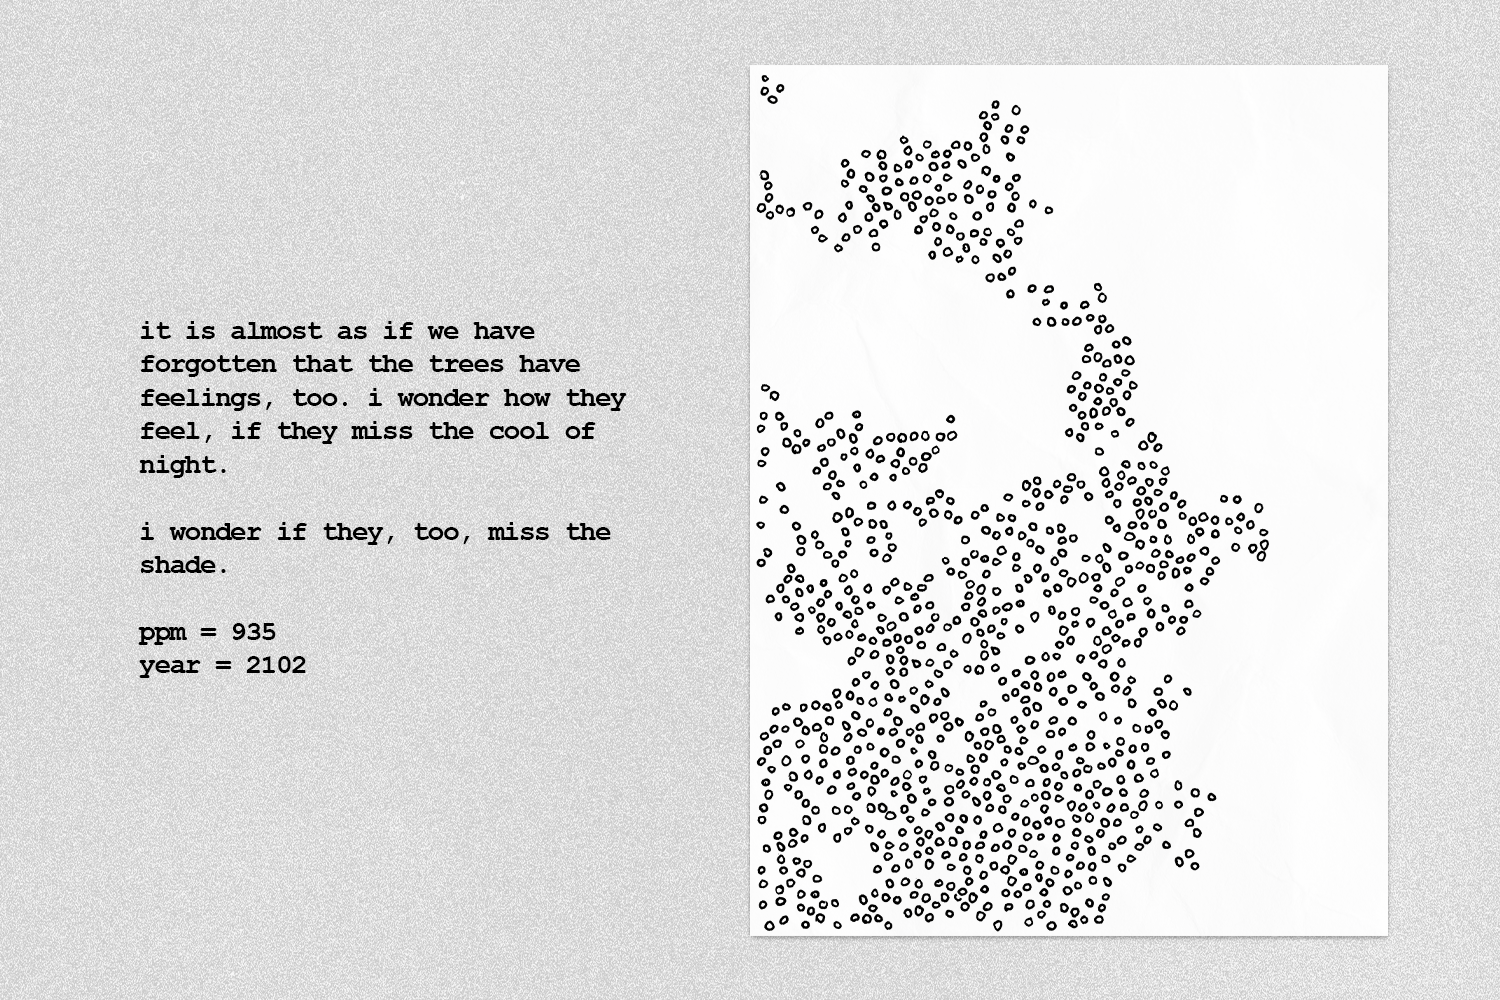 it is almost as if we have
forgotten that the trees have
feelings, too. i wonder how they
feel, if they miss the cool of
night.
i wonder if they, too, miss the
shade.
ppm = 935
year = 2102